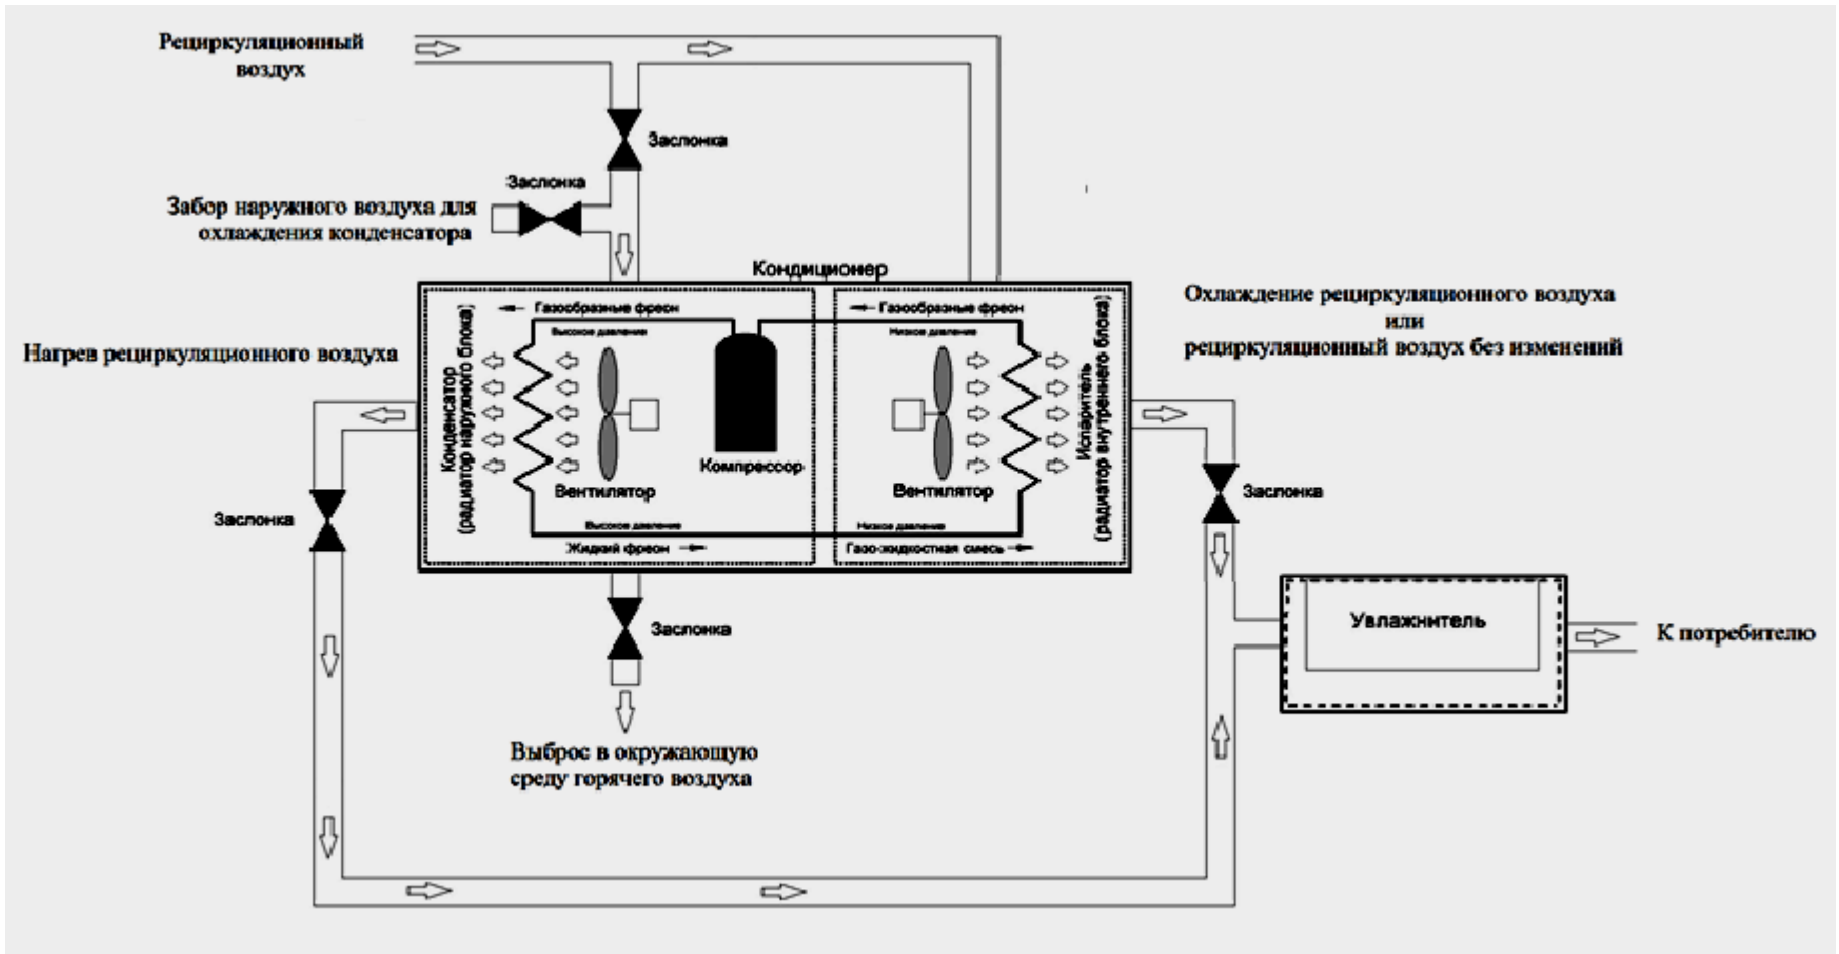 Рециркуляционный
воздух
Заслонка
Заслонка
Забор наружного воздуха для
охлаждения конденсатора
Кондиционер
Газообразные фреон
Газообразные фреон
Высокое давление
Низкое давление
Охлаждение рециркуляционного воздуха
или
рециркуляционный воздух без изменений
Нагрев рециркуляционного воздуха
Конденсатор
(радиатор наружного блока)
Испаритель
(радиатор внутреннего блока)
Компрессор
Вентилятор
Вентилятор
Заслонка
Заслонка
Высокое давление
Низкое давление
Жидкий фреон
Газо-жидкостная смесь
Заслонка
Увлажнитель
К потребителю
Выброс в окружающую
среду горячего воздуха